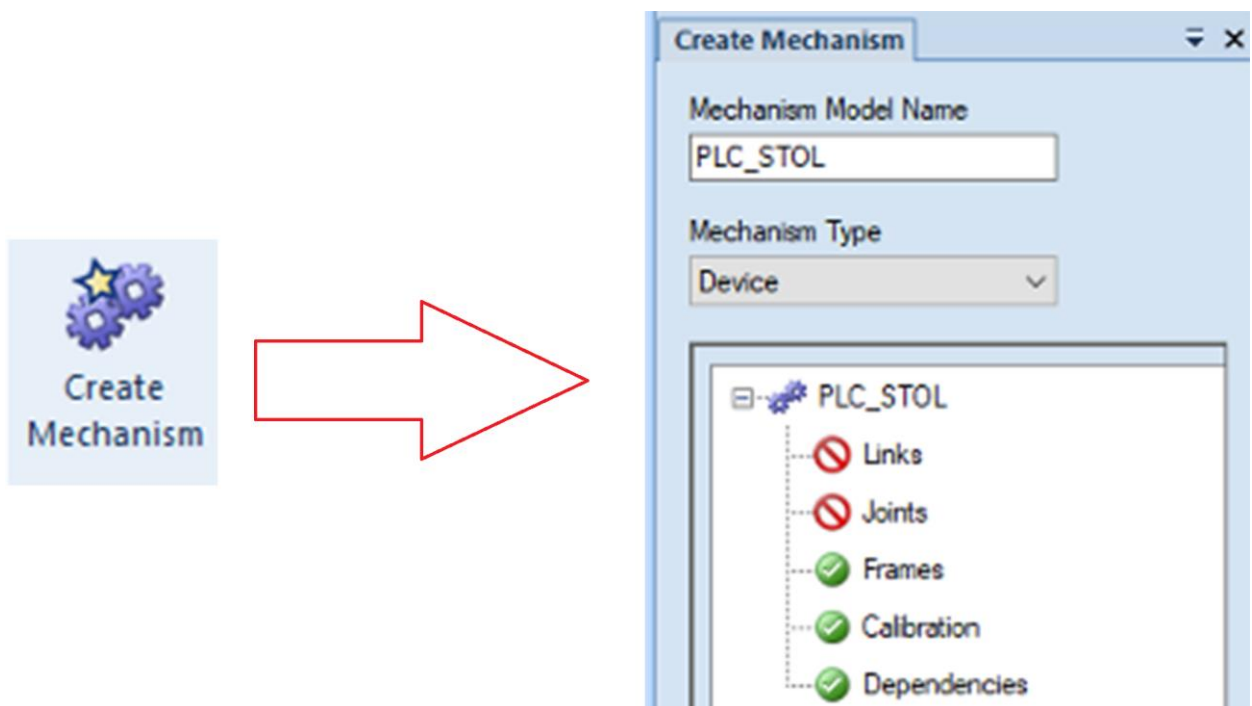 Create
Mechanism
Create Mechanism
Mechanism Model Name
PLC_STOL
Mechanism Type
Device
PLC_STOL
Links
Joints
Frames
Calibration
Dependencies